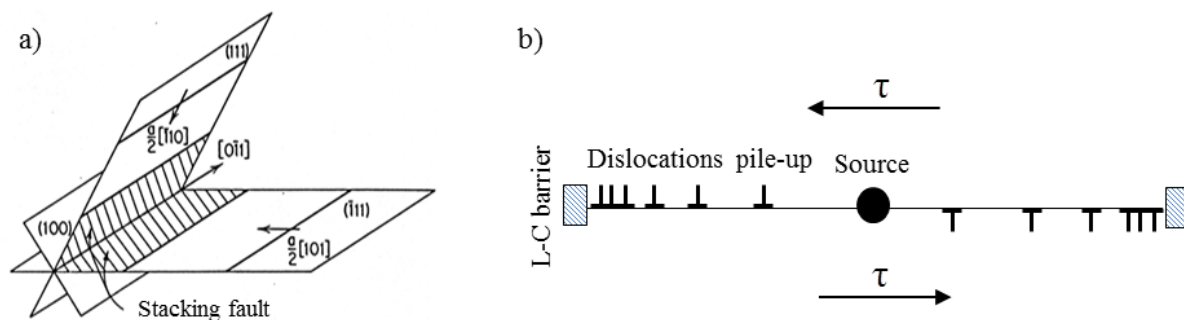 a)
(111)
a/2[1̄10]
[01̄1]
(100)
(1̄11)
a/2[101]
Stacking fault
b)
τ
Dislocations pile-up Source
L-C barrier
τ